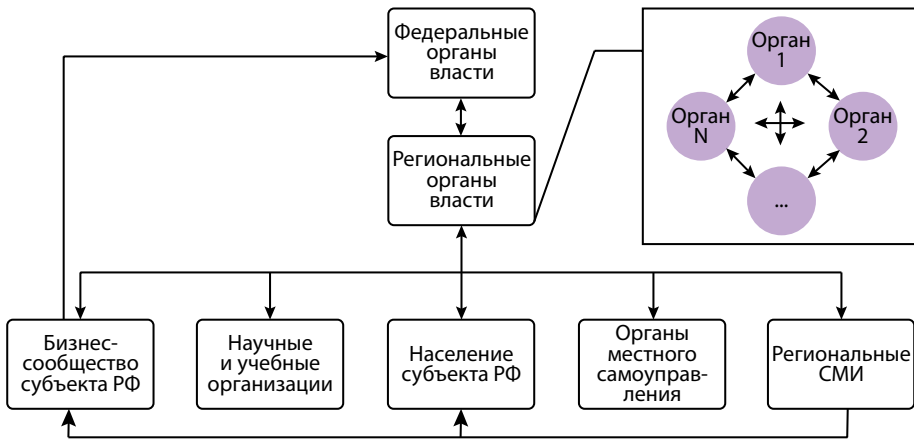 Федеральные
органы
власти
Региональные
органы
власти
Орган
1
Орган
N
Орган
2
...
Бизнес-
сообщество
субъекта РФ
Научные
и учебные
организации
Население
субъекта РФ
Органы
местного
самоуправ-
ления
Региональные
СМИ